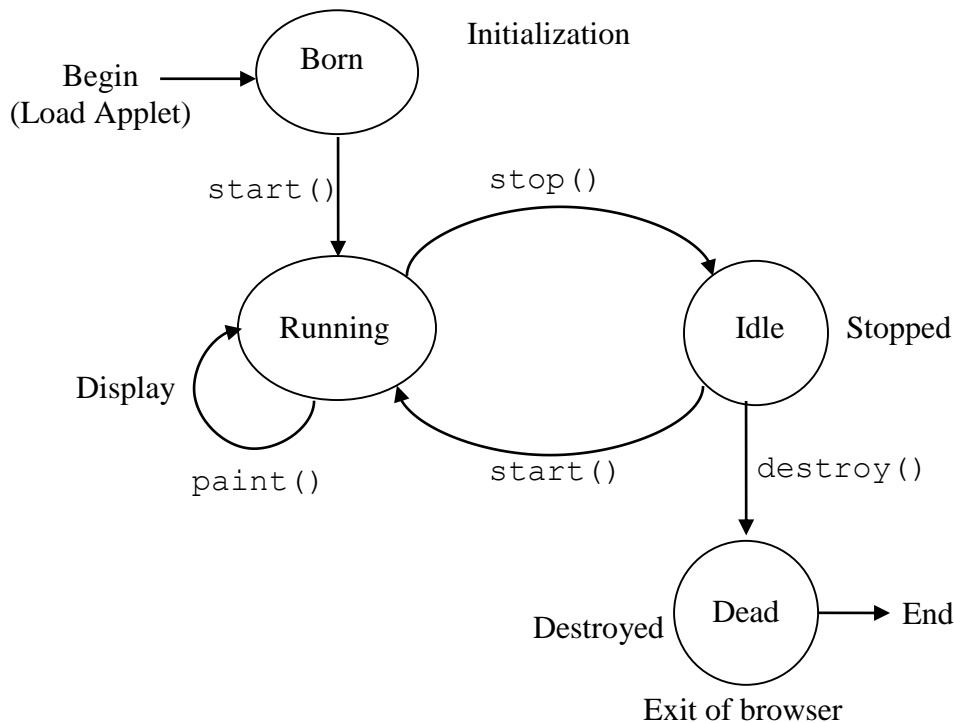 Initialization
Born
Begin
(Load Applet)
start()
stop()
Running
Idle
Stopped
Display
paint()
start()
destroy()
Destroyed
Dead
End
Exit of browser